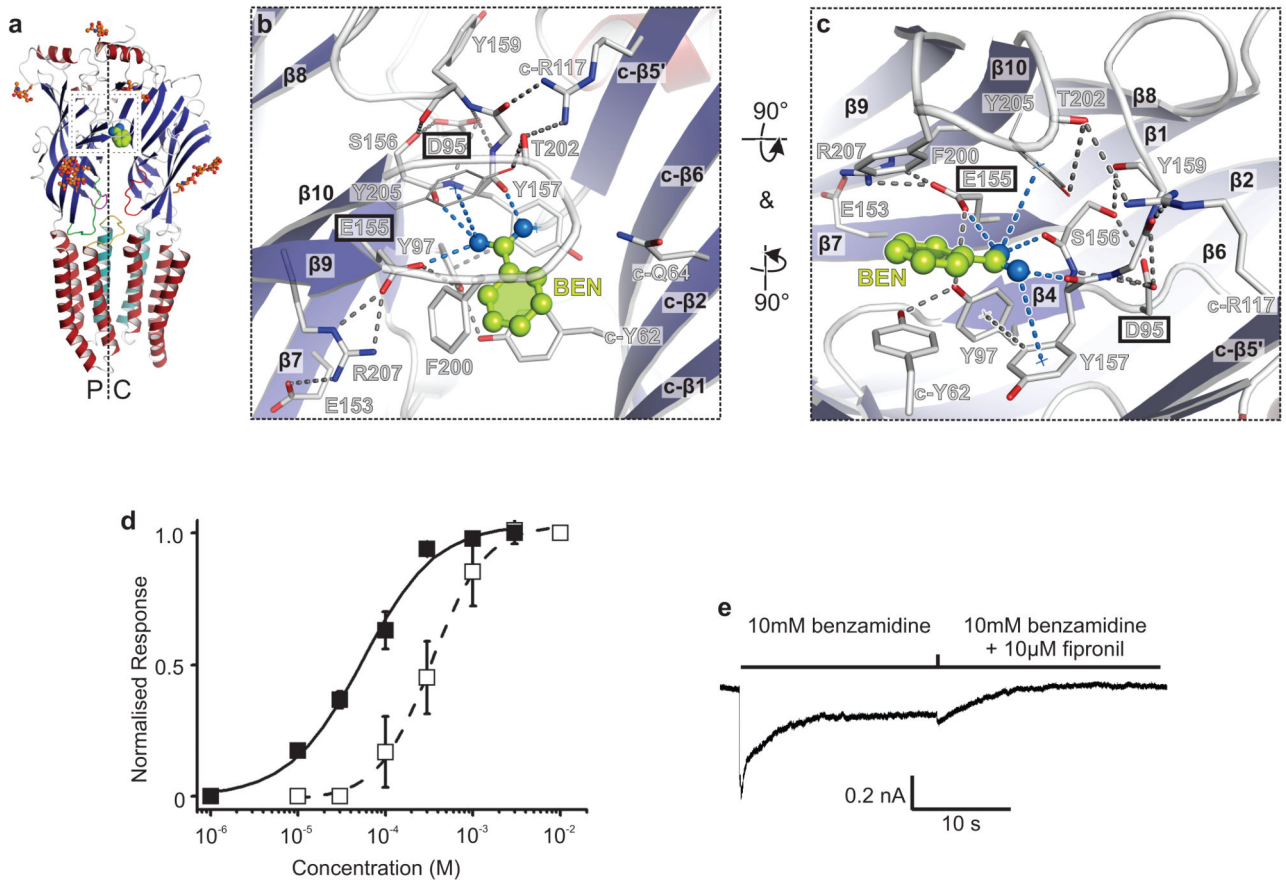 a
P C
b
Y159
c-R117
c-β5'
β8
S156
D95
T202
β10
Y205
Y157
c-β6
E155
Y97
β9
BEN
c-Q64
c-β2
β7
R207
F200
c-Y62
E153
c-β1
90°
&
90°
c
β10
β9
Y205
T202
β8
β1
R207
F200
E155
Y159
β2
E153
β7
S156
β6
BEN
β4
c-R117
D95
Y97
Y157
c-β5'
c-Y62
d
1.0
0.5
0
Normalised Response
10-6
10-5
10-4
10-3
10-2
Concentration (M)
e
10mM benzamidine
10mM benzamidine
+ 10µM fipronil
0.2 nA
10 s